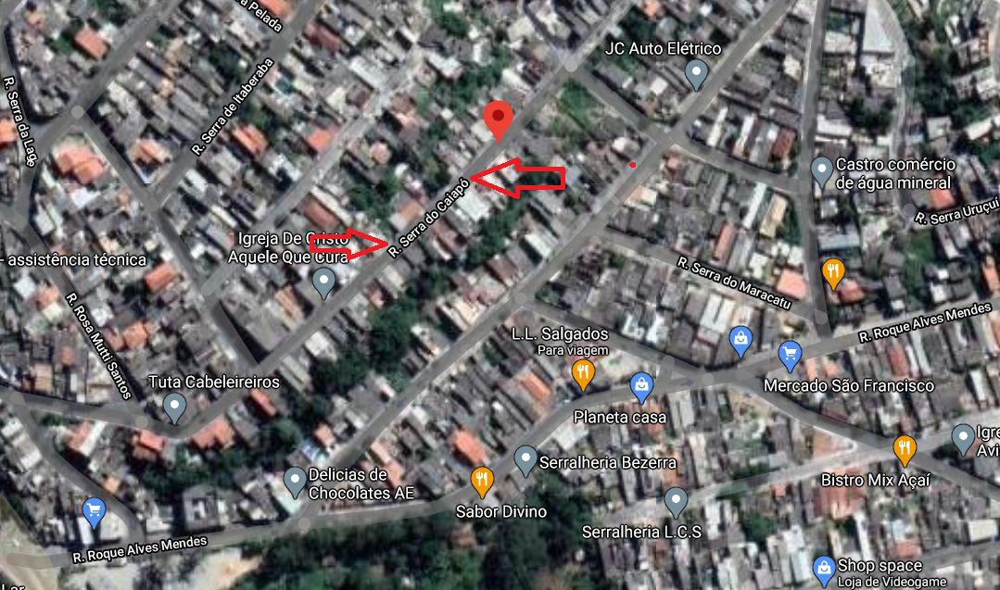 a Pelada
JC Auto Elétrico
R. Serra da Lage
R. Serra de Itaberaba
Castro comércio
de água mineral
R. Serra do Caiapó
R. Serra Uruçuí
Igreja De Cristo
Aquele Que Cura
- assistência técnica
R. Serra do Maracatu
R. Rosa Mutti Santos
R. Roque Alves Mendes
L.L. Salgados
Para viagem
Tuta Cabeleireiros
Mercado São Francisco
Planeta casa
Igre
Avi
Serralheria Bezerra
Delicias de
Chocolates AE
Bistro Mix Açaí
Sabor Divino
Serralheria L.C.S
R. Roque Alves Mendes
Shop space
Loja de Videogame
Lar